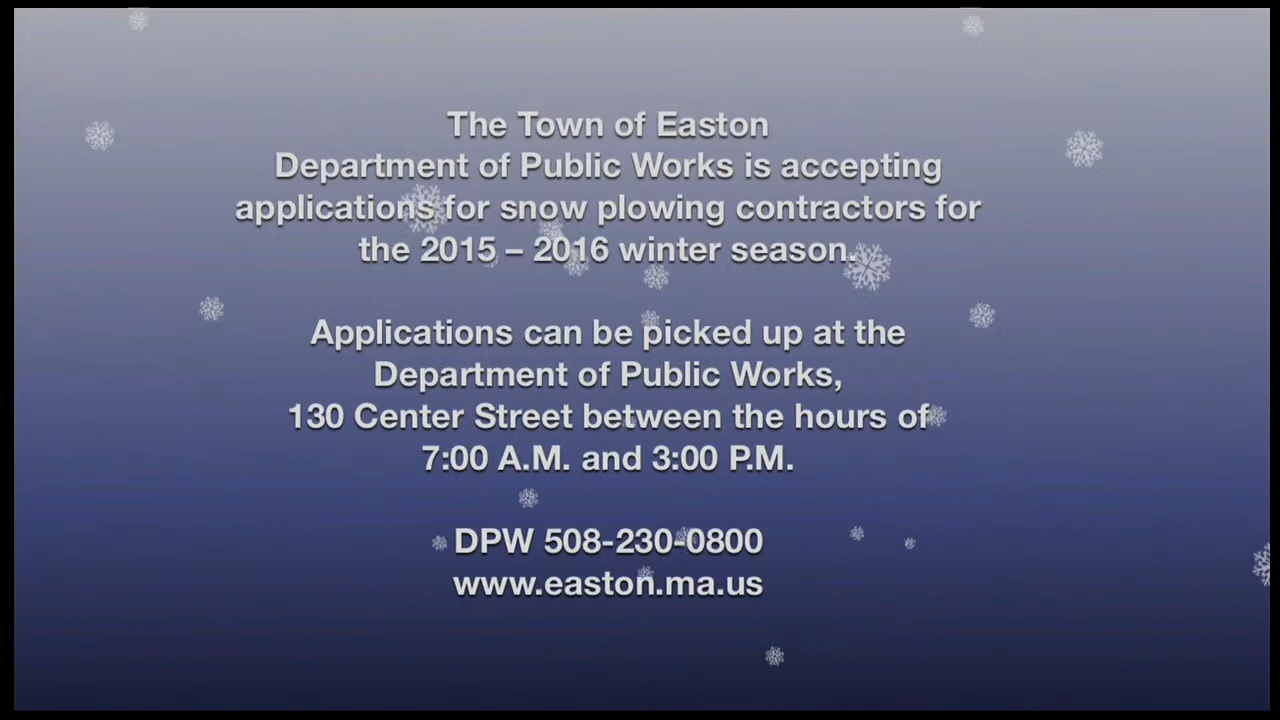 The Town of Easton
Department of Public Works is accepting
applications for snow plowing contractors for
the 2015 – 2016 winter season.
Applications can be picked up at the
Department of Public Works,
130 Center Street between the hours of
7:00 A.M. and 3:00 P.M.
DPW 508-230-0800
www.easton.ma.us